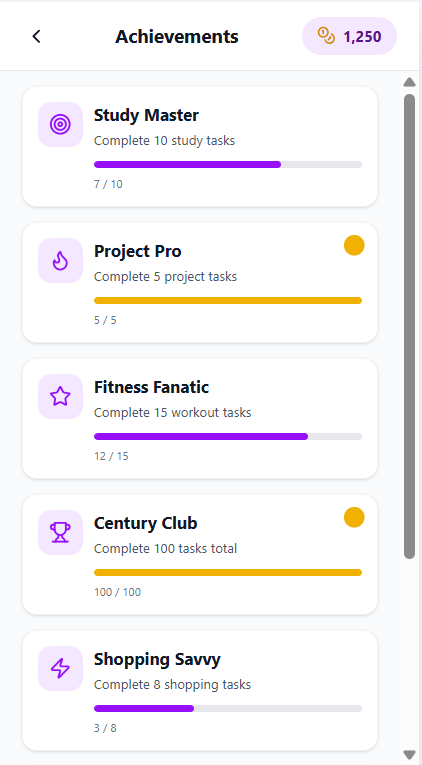 Achievements
1,250
Study Master
Complete 10 study tasks
7 / 10
Project Pro
Complete 5 project tasks
5 / 5
Fitness Fanatic
Complete 15 workout tasks
12 / 15
Century Club
Complete 100 tasks total
100 / 100
Shopping Savvy
Complete 8 shopping tasks
3 / 8